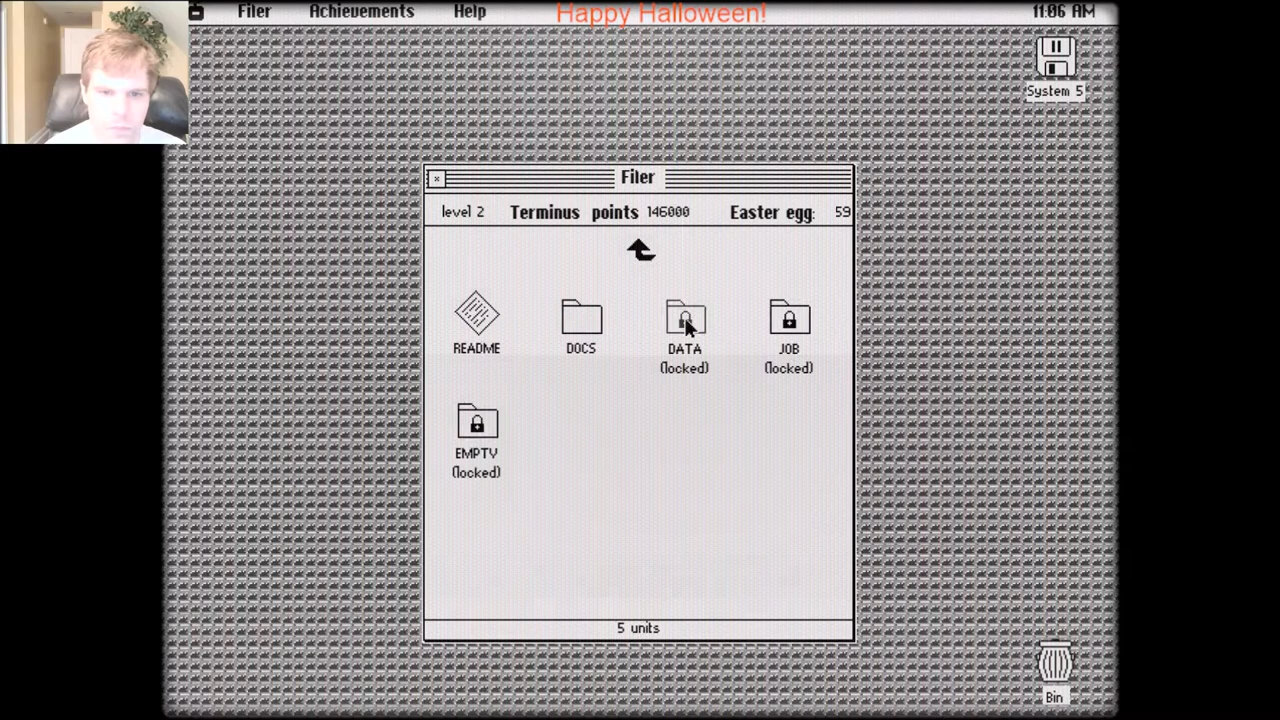 Filer Achievements Help Happy Halloween! 11:06 AM
System 5
Filer
level 2 Terminus points 146000 Easter egg: 59
README DOCS DATA JOB
(locked) (locked)
EMPTY
(locked)
5 units
Bin